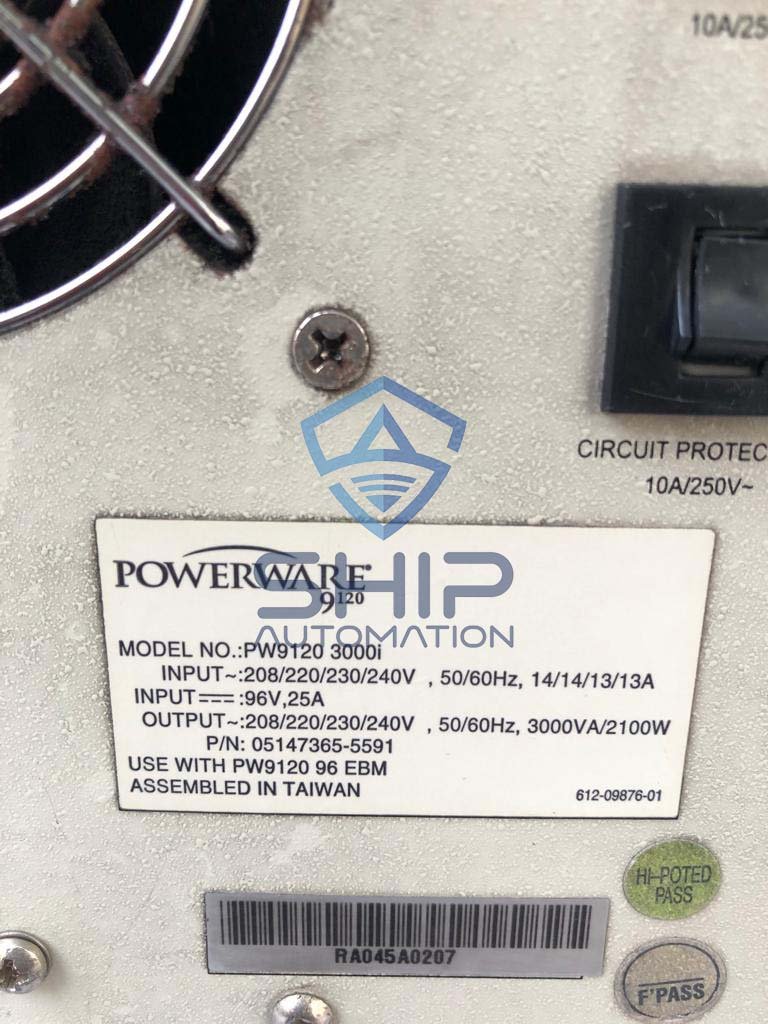 10A/25
CIRCUIT PROTEC
10A/250V~
POWERWARE®
9120
SHIP
AUTOMATION
MODEL NO.:PW9120 3000i
INPUT~:208/220/230/240V , 50/60Hz, 14/14/13/13A
INPUT⎓:96V,25A
OUTPUT~:208/220/230/240V , 50/60Hz, 3000VA/2100W
P/N: 05147365-5591
USE WITH PW9120 96 EBM
ASSEMBLED IN TAIWAN
612-09876-01
HI-POTED
PASS
RA045A0207
F'PASS